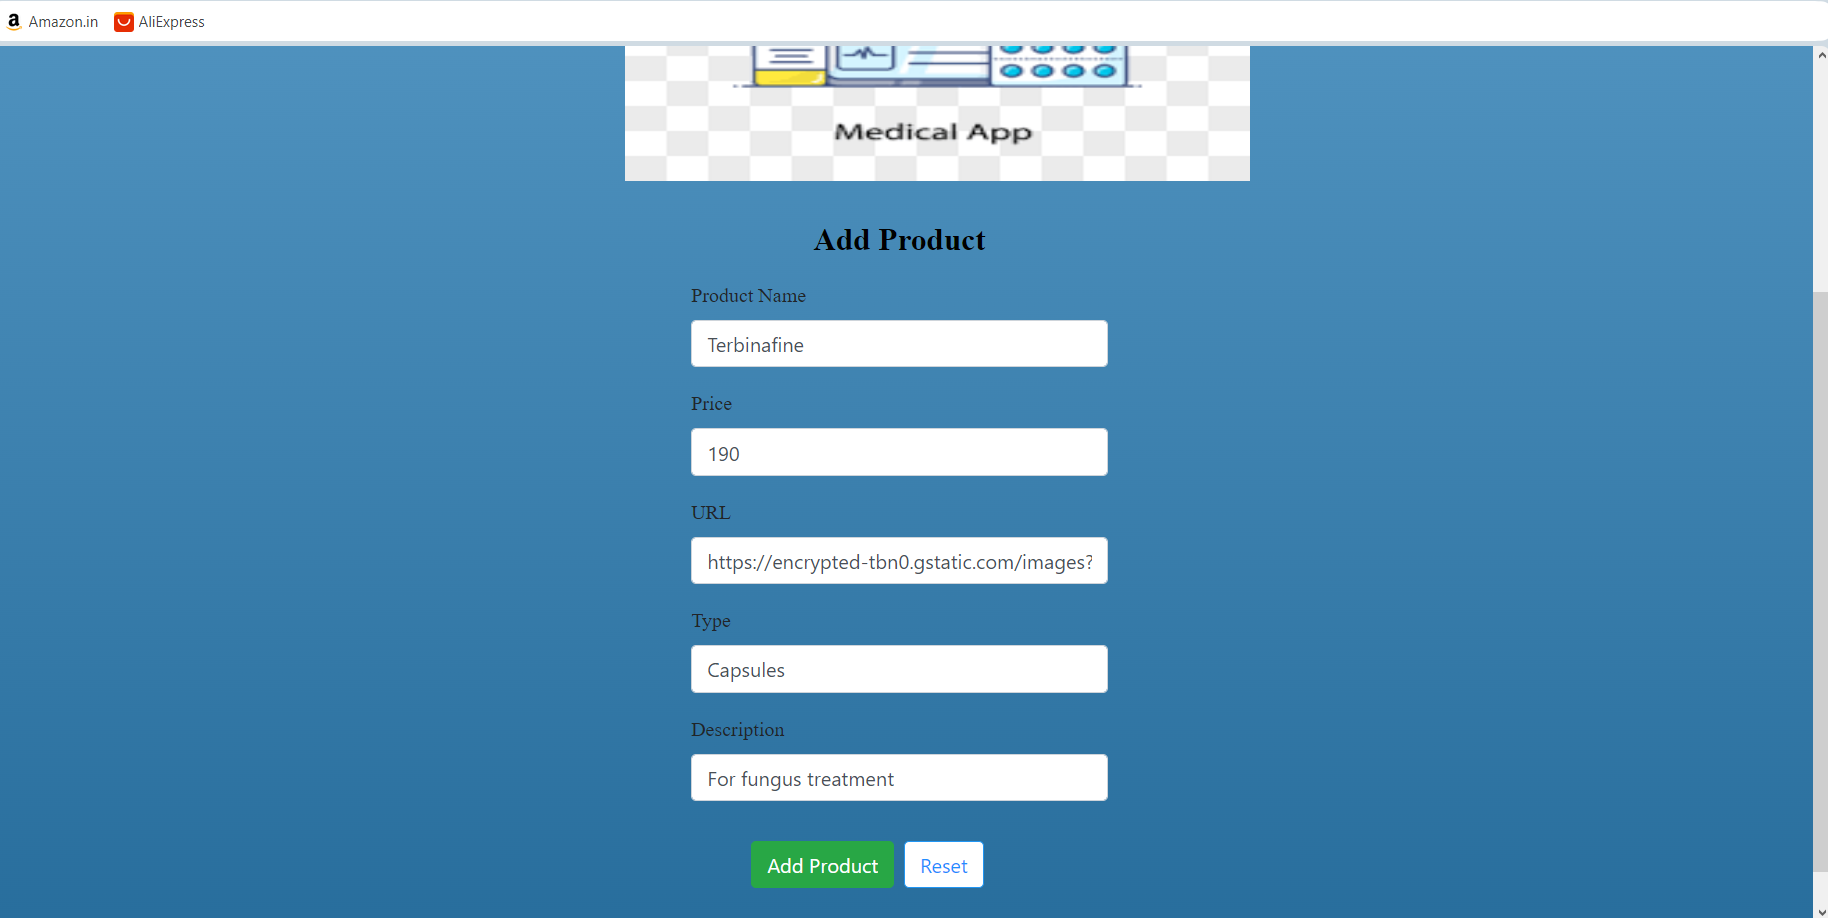 Amazon.in AliExpress
Medical App
Add Product
Product Name
Terbinafine
Price
190
URL
https://encrypted-tbn0.gstatic.com/images?
Type
Capsules
Description
For fungus treatment
Add Product Reset